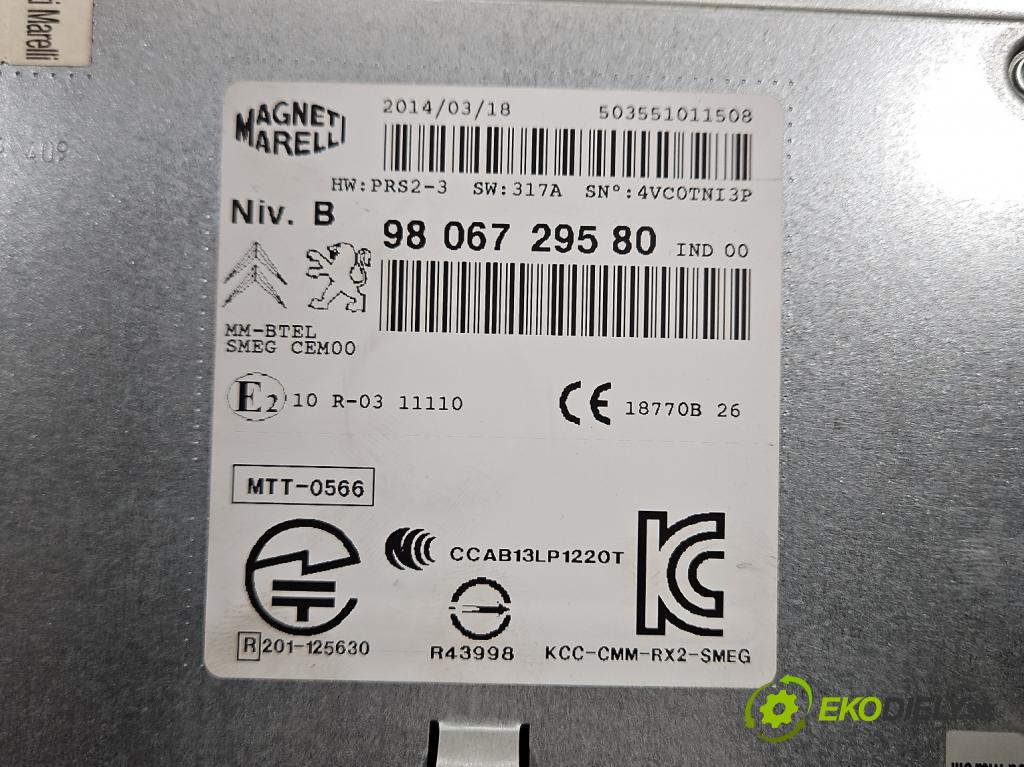 i Marelli
4U9
MAGNETI MARELLI
2014/03/18 503551011508
HW:PRS2-3 SW:317A SN°:4VC0TNI3P
Niv. B
98 067 295 80 IND 00
MM-BTEL
SMEG CEM00
E2 10 R-03 11110
CE 18770B 26
MTT-0566
CCAB13LP1220T
R 201-125630
R43998
KCC-CMM-RX2-SMEG
EKODIELY